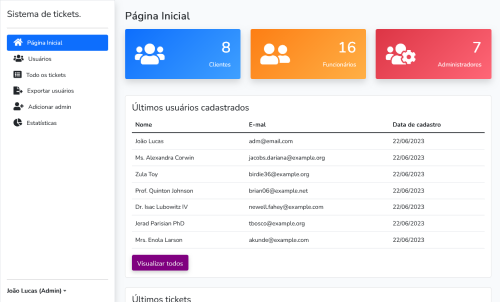 Sistema de tickets.
Página Inicial
Usuários
Todo os tickets
Exportar usuários
Adicionar admin
Estatísticas
João Lucas (Admin)
Página Inicial
8
Clientes
16
Funcionários
7
Administradores
Últimos usuários cadastrados
Nome E-mal Data de cadastro
João Lucas adm@email.com 22/06/2023
Ms. Alexandra Corwin jacobs.dariana@example.org 22/06/2023
Zula Toy birdie36@example.org 22/06/2023
Prof. Quinton Johnson brian06@example.net 22/06/2023
Dr. Isac Lubowitz IV newell.fahey@example.com 22/06/2023
Jerad Parisian PhD tbosco@example.org 22/06/2023
Mrs. Enola Larson akunde@example.com 22/06/2023
Visualizar todos
Últimos tickets